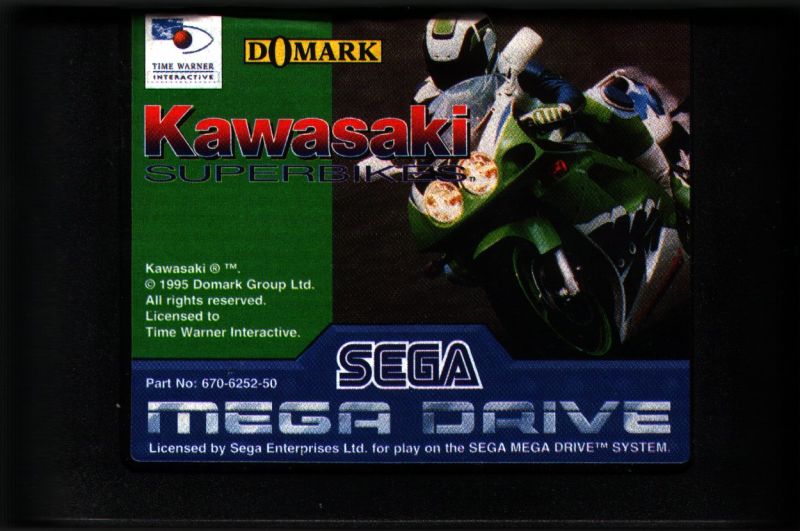 TIME WARNER
INTERACTIVE
DOMARK
Kawasaki
SUPERBIKES™
Kawasaki ® ™.
© 1995 Domark Group Ltd.
All rights reserved.
Licensed to
Time Warner Interactive.
SEGA
Part No: 670-6252-50
MEGA DRIVE
Licensed by Sega Enterprises Ltd. for play on the SEGA MEGA DRIVE™ SYSTEM.